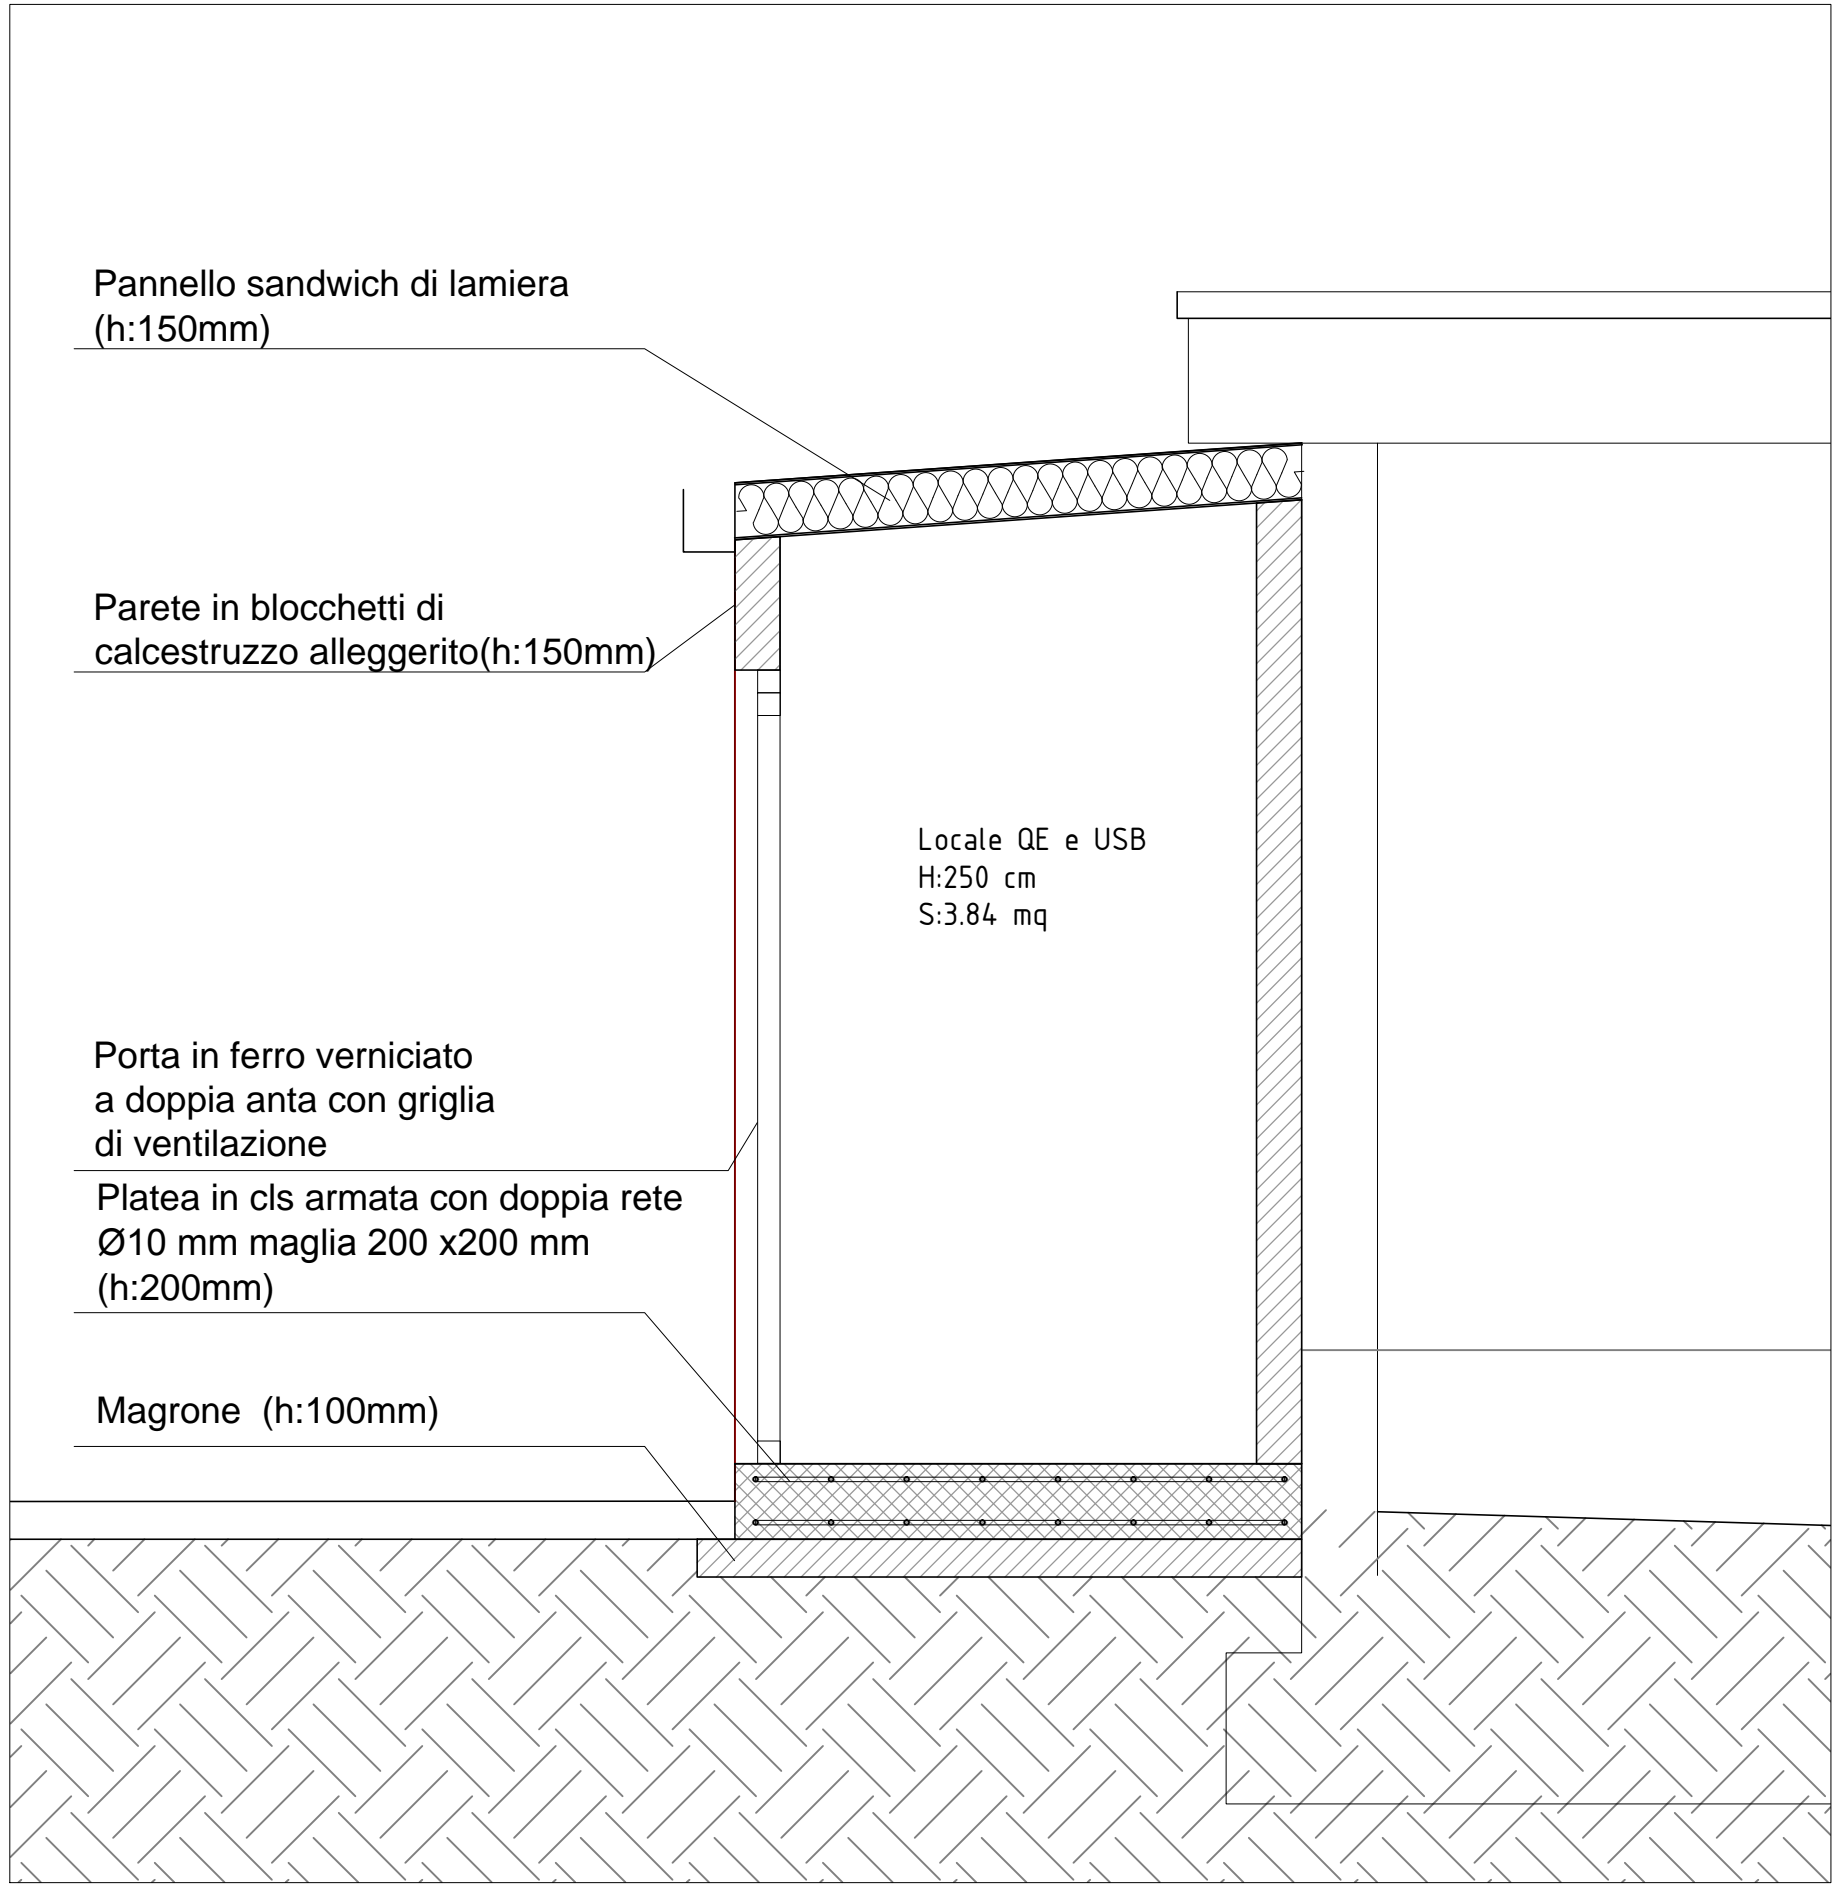 Pannello sandwich di lamiera
(h:150mm)
Parete in blocchetti di
calcestruzzo alleggerito(h:150mm)
Locale QE e USB
H:250 cm
S:3.84 mq
Porta in ferro verniciato
a doppia anta con griglia
di ventilazione
Platea in cls armata con doppia rete
Ø10 mm maglia 200 x200 mm
(h:200mm)
Magrone (h:100mm)